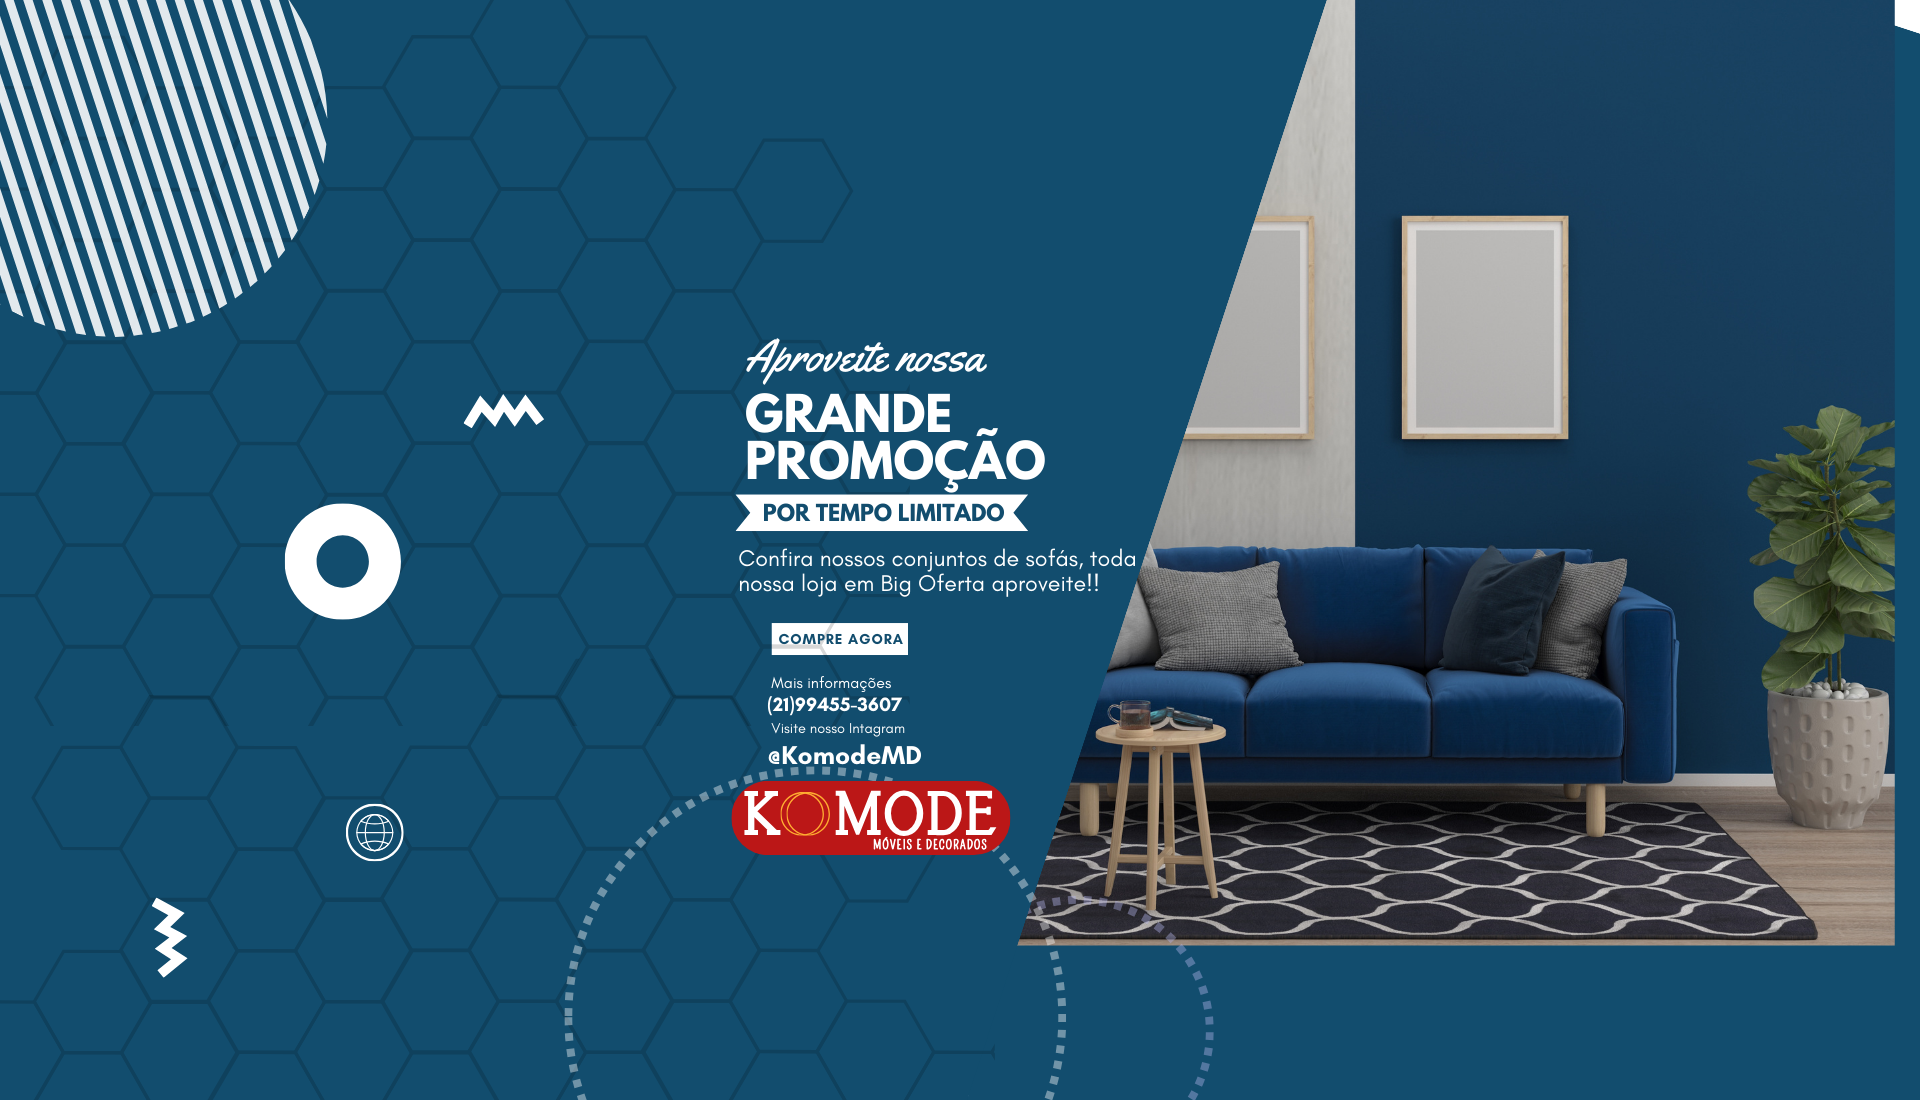 Aproveite nossa
GRANDE
PROMOÇÃO
POR TEMPO LIMITADO
Confira nossos conjuntos de sofás, toda
nossa loja em Big Oferta aproveite!!
COMPRE AGORA
Mais informações
(21)99455-3607
Visite nosso Intagram
@KomodeMD
KOMODE
MÓVEIS E DECORADOS